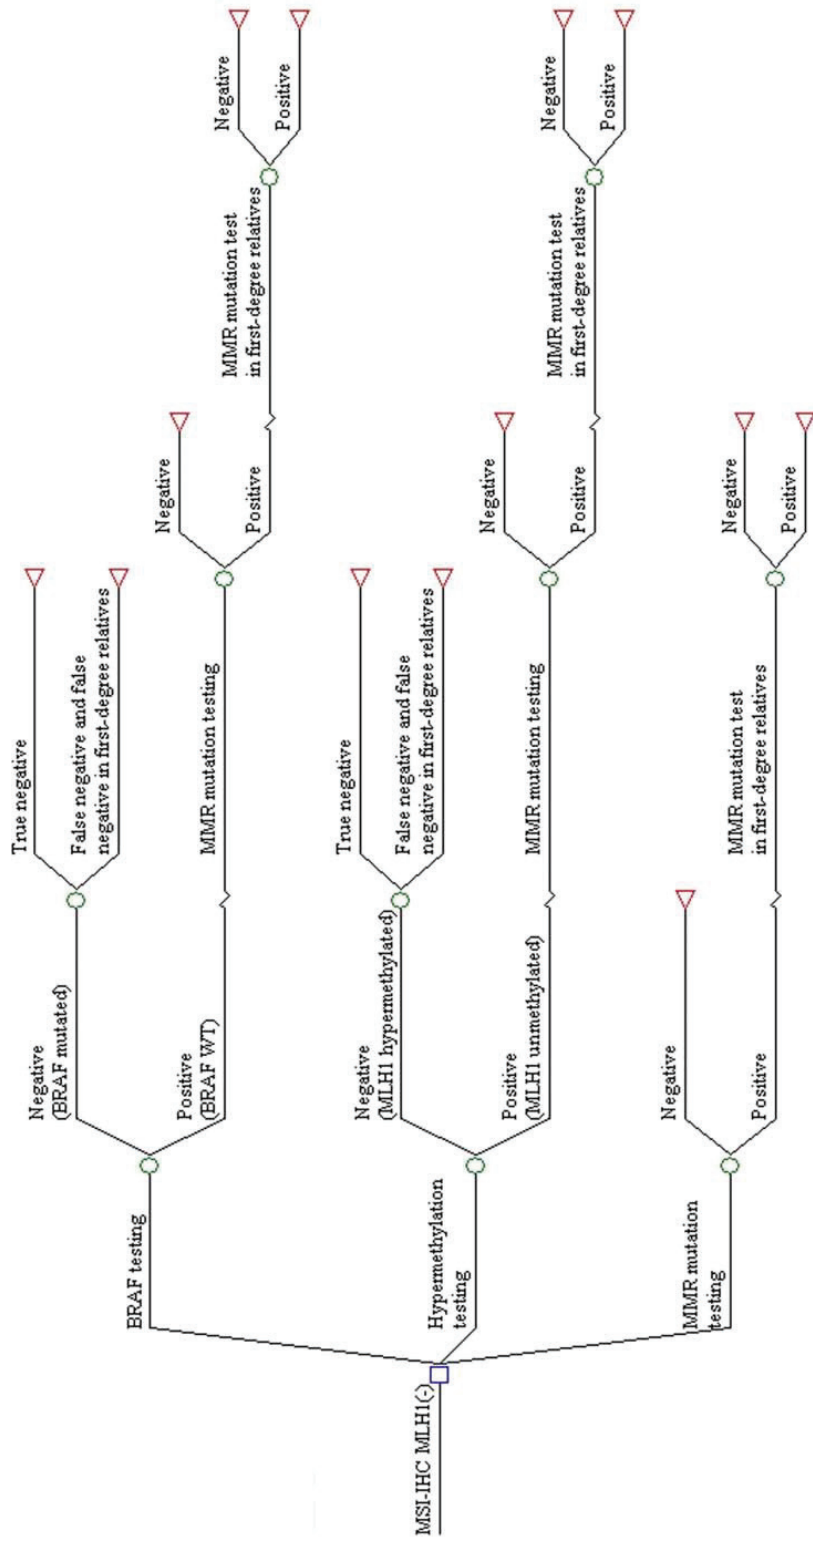 MSI-IHC MLH1(-)
BRAF testing
Negative
(BRAF mutated)
True negative
False negative and false
negative in first-degree relatives
Positive
(BRAF WT)
MMR mutation testing
Negative
Positive
MMR mutation test
in first-degree relatives
Negative
Positive
Hypermethylation
testing
Negative
(MLH1 hypermethylated)
True negative
False negative and false
negative in first-degree relatives
Positive
(MLH1 unmethylated)
MMR mutation testing
Negative
Positive
MMR mutation test
in first-degree relatives
Negative
Positive
MMR mutation
testing
Negative
Positive
MMR mutation test
in first-degree relatives
Negative
Positive